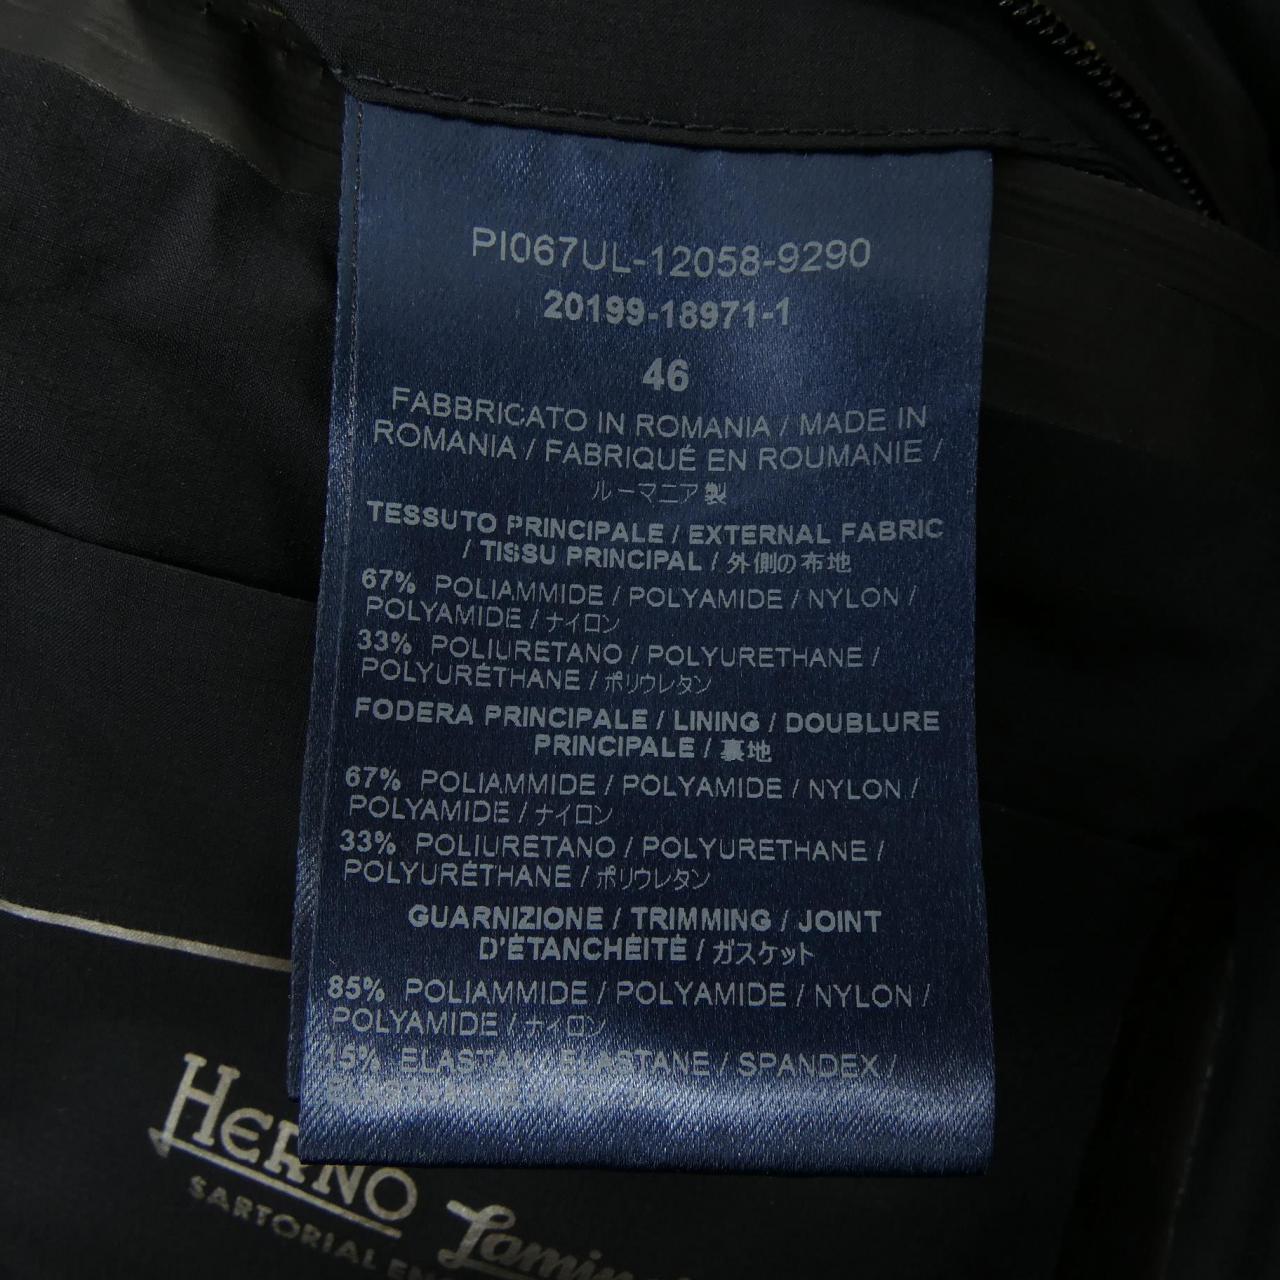 PI067UL-12058-9290
20199-18971-1
46
FABBRICATO IN ROMANIA / MADE IN
ROMANIA / FABRIQUÉ EN ROUMANIE /
ルーマニア製
TESSUTO PRINCIPALE / EXTERNAL FABRIC
/ TISSU PRINCIPAL / 外側の布地
67% POLIAMMIDE / POLYAMIDE / NYLON /
POLYAMIDE / ナイロン
33% POLIURETANO / POLYURETHANE /
POLYURÉTHANE / ポリウレタン
FODERA PRINCIPALE / LINING / DOUBLURE
PRINCIPALE / 裏地
67% POLIAMMIDE / POLYAMIDE / NYLON /
POLYAMIDE / ナイロン
33% POLIURETANO / POLYURETHANE /
POLYURÉTHANE / ポリウレタン
GUARNIZIONE / TRIMMING / JOINT
D'ÉTANCHÉITÉ / ガスケット
85% POLIAMMIDE / POLYAMIDE / NYLON /
POLYAMIDE / ナイロン
15% ELASTAN / ELASTANE / SPANDEX /
HERNO
SARTORIAL